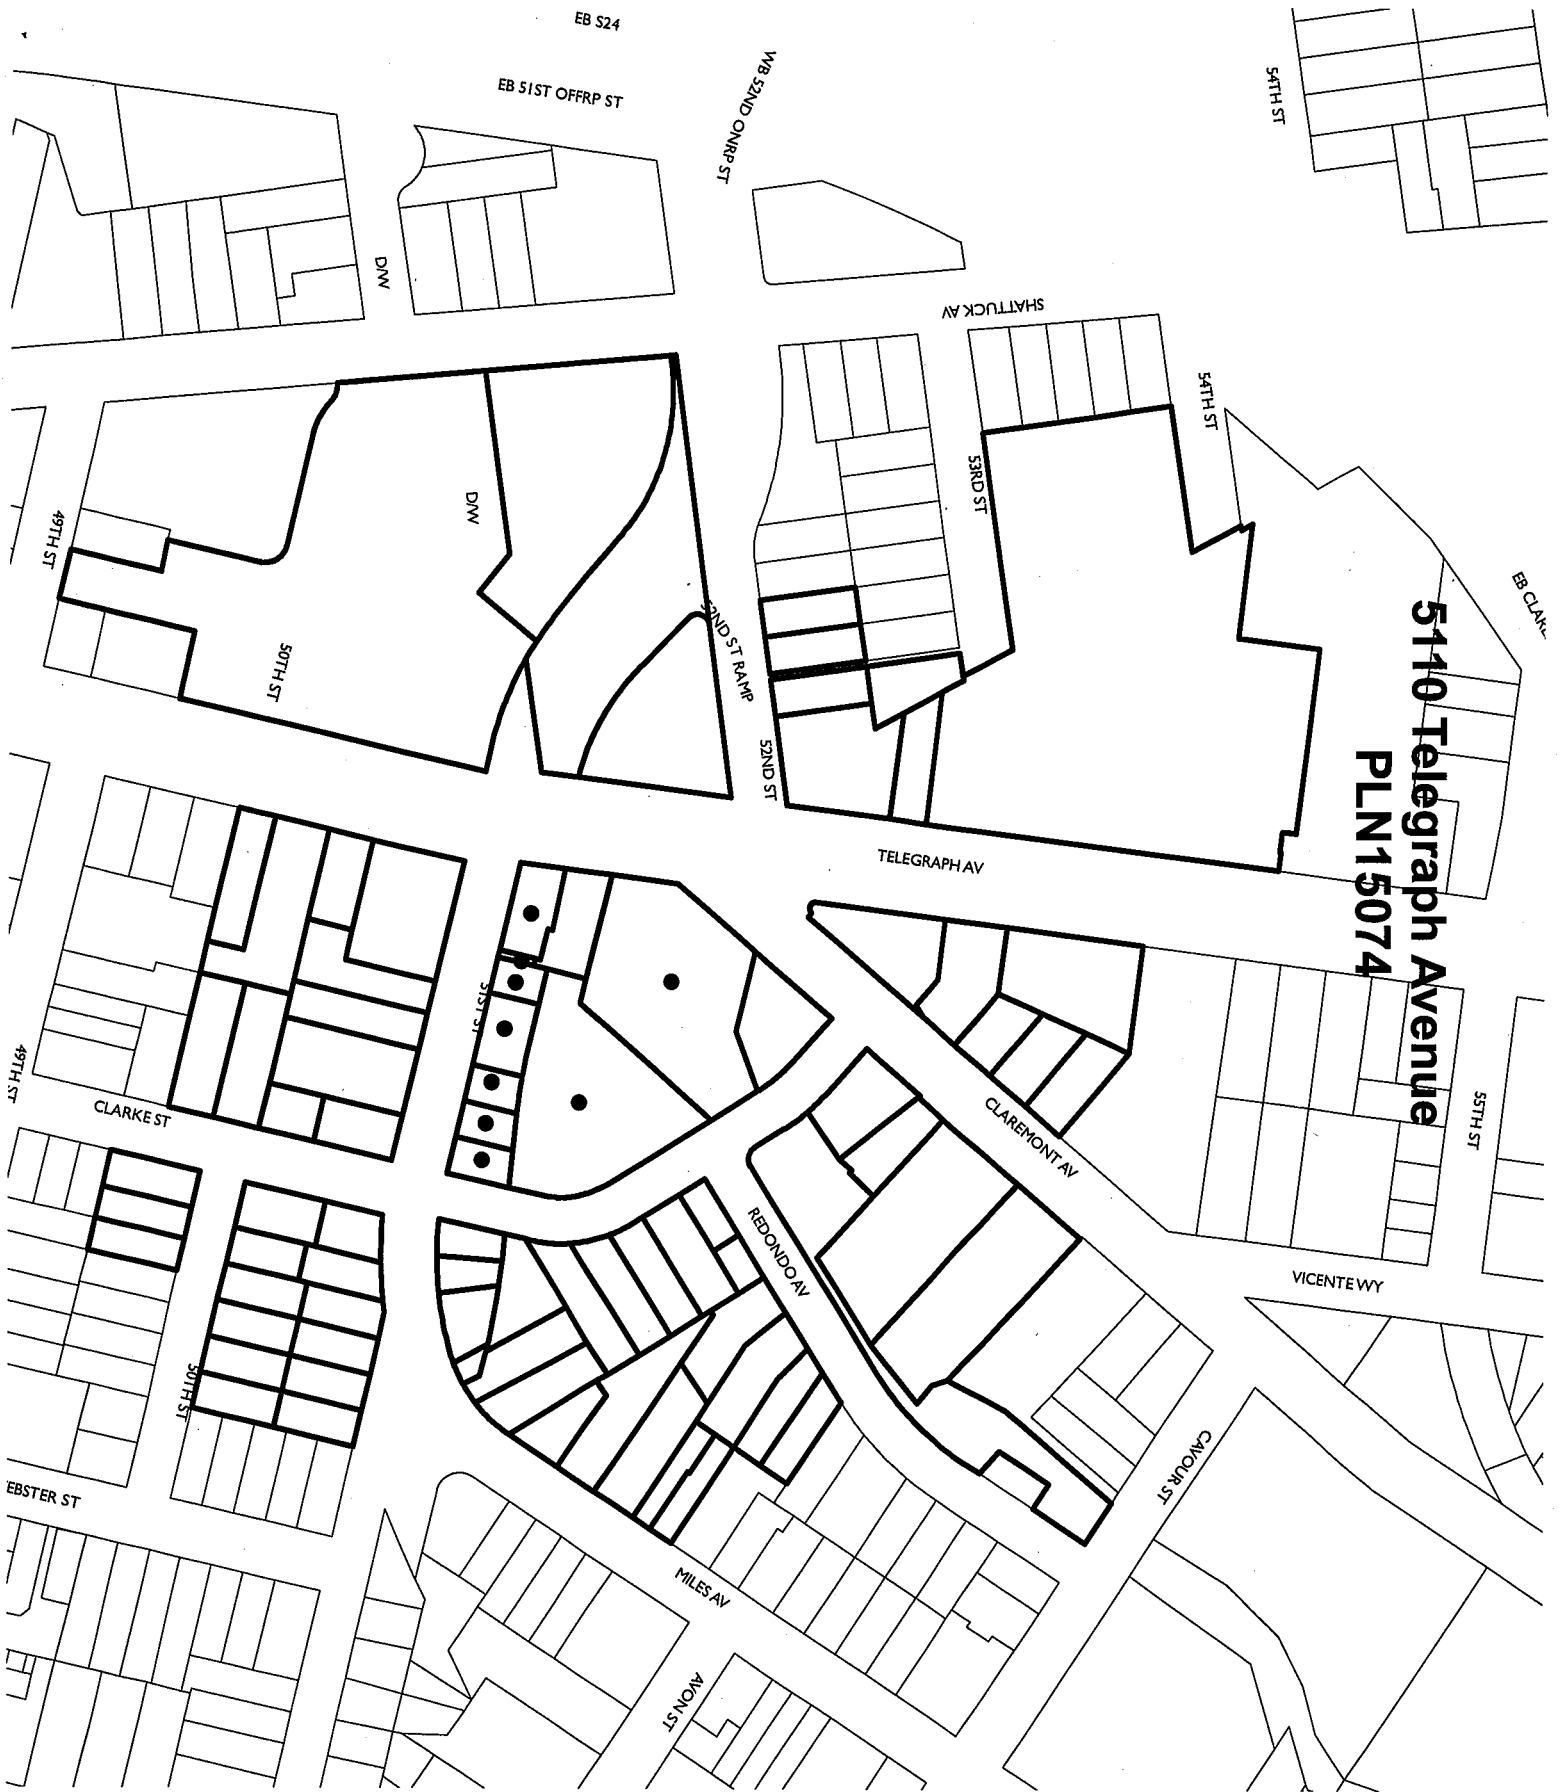 EB S24
EB 51ST OFFRP ST
WB 52ND ONRP ST
54TH ST
D/W
SHATTUCK AV
54TH ST
53RD ST
D/W
49TH ST
50TH ST
52ND ST RAMP
52ND ST
EB CLARE
5110 Telegraph Avenue
PLN15074
TELEGRAPH AV
51ST ST
49TH ST
CLARKE ST
CLAREMONT AV
55TH ST
REDONDO AV
VICENTE WY
50TH ST
CAVOUR ST
EBSTER ST
MILES AV
AVON ST